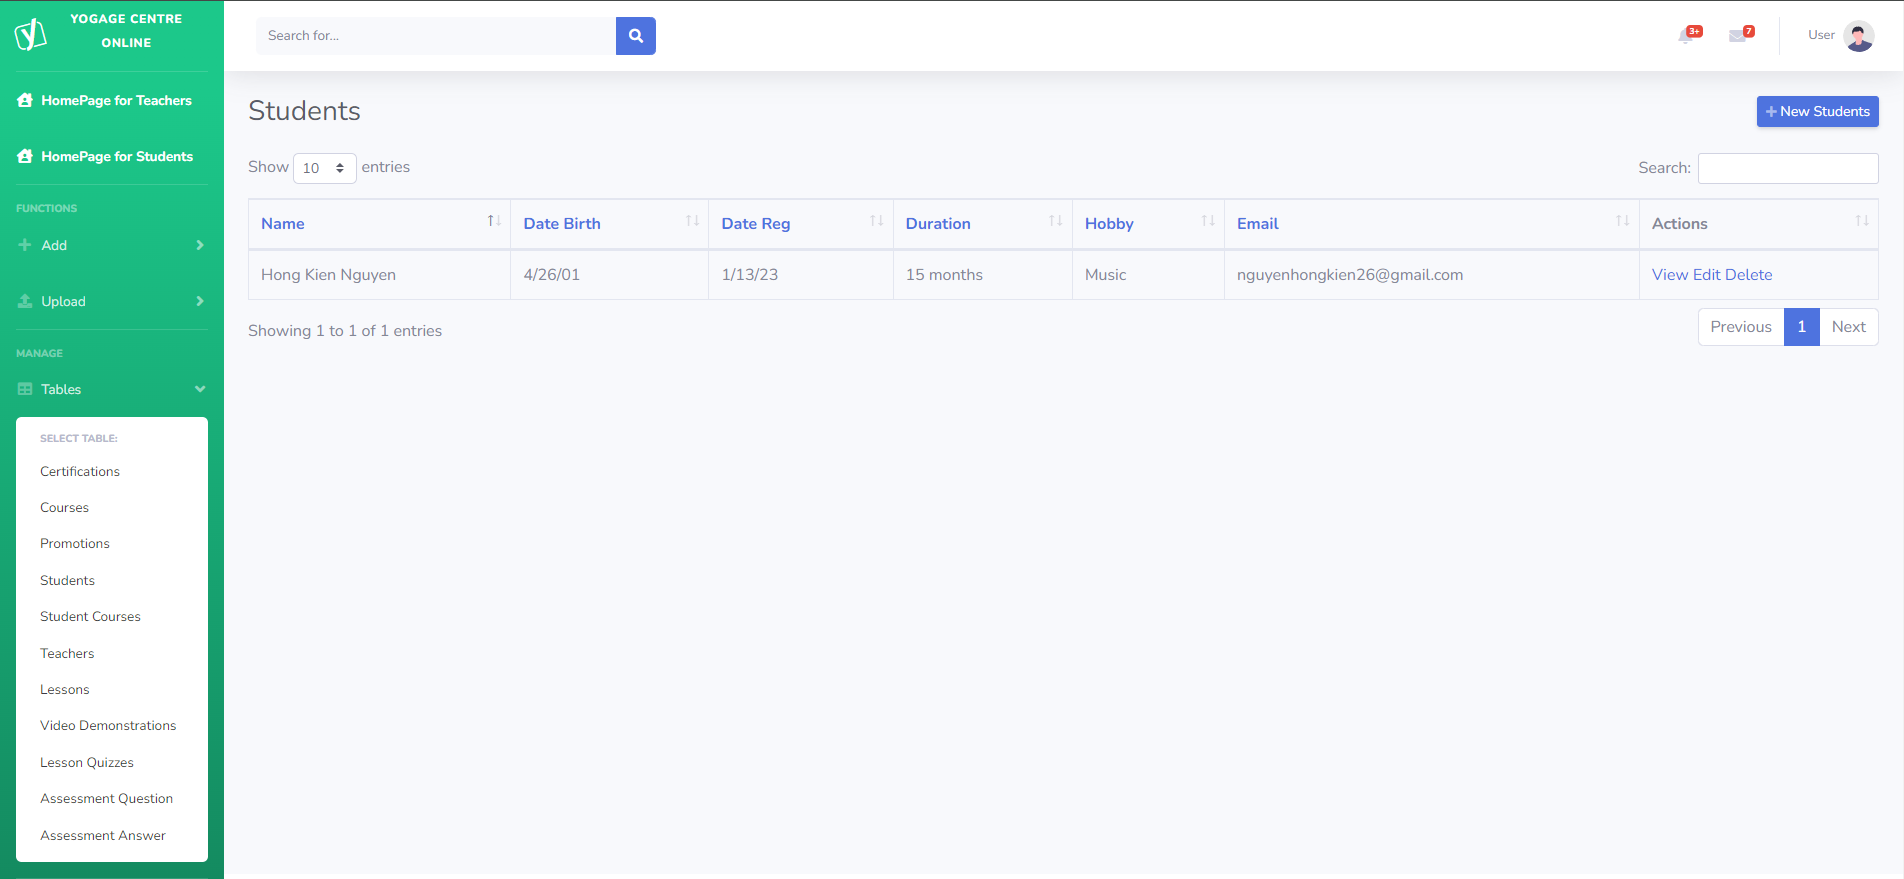 YOGAGE CENTRE
ONLINE
HomePage for Teachers
HomePage for Students
FUNCTIONS
Add
Upload
MANAGE
Tables
SELECT TABLE:
Certifications
Courses
Promotions
Students
Student Courses
Teachers
Lessons
Video Demonstrations
Lesson Quizzes
Assessment Question
Assessment Answer
Search for...
3+
7
User
Students
+ New Students
Show 10 entries
Search:
Name Date Birth Date Reg Duration Hobby Email Actions
Hong Kien Nguyen 4/26/01 1/13/23 15 months Music nguyenhongkien26@gmail.com View Edit Delete
Showing 1 to 1 of 1 entries
Previous 1 Next